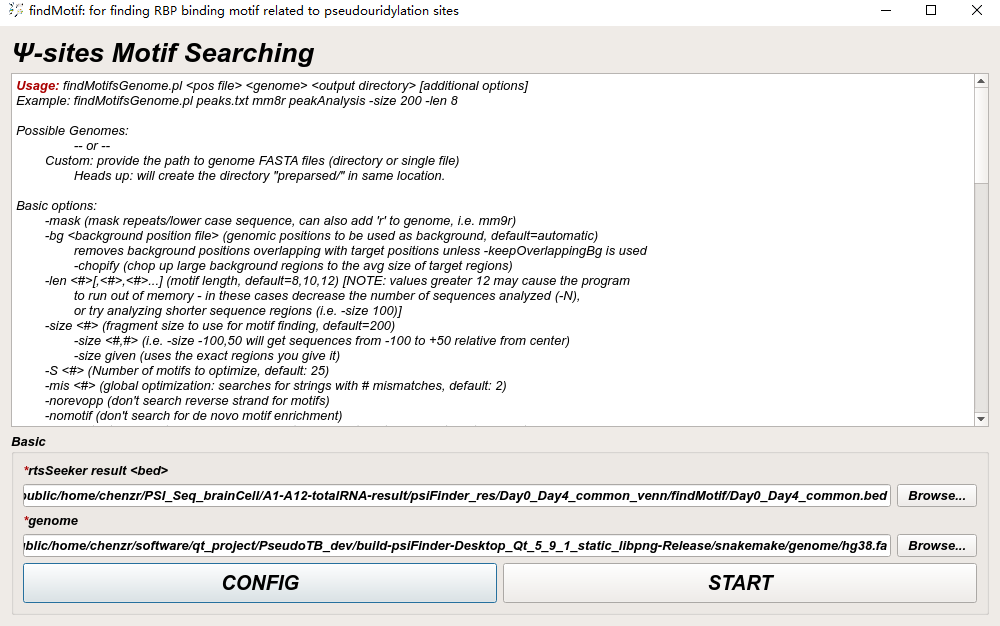 findMotif: for finding RBP binding motif related to pseudouridylation sites
Ψ-sites Motif Searching
Usage: findMotifsGenome.pl <pos file> <genome> <output directory> [additional options]
Example: findMotifsGenome.pl peaks.txt mm8r peakAnalysis -size 200 -len 8
Possible Genomes:
-- or --
Custom: provide the path to genome FASTA files (directory or single file)
Heads up: will create the directory "preparsed/" in same location.
Basic options:
-mask (mask repeats/lower case sequence, can also add 'r' to genome, i.e. mm9r)
-bg <background position file> (genomic positions to be used as background, default=automatic)
removes background positions overlapping with target positions unless -keepOverlappingBg is used
-chopify (chop up large background regions to the avg size of target regions)
-len <#>[,<#>,<#>...] (motif length, default=8,10,12) [NOTE: values greater 12 may cause the program
to run out of memory - in these cases decrease the number of sequences analyzed (-N),
or try analyzing shorter sequence regions (i.e. -size 100)]
-size <#> (fragment size to use for motif finding, default=200)
-size <#,#> (i.e. -size -100,50 will get sequences from -100 to +50 relative from center)
-size given (uses the exact regions you give it)
-S <#> (Number of motifs to optimize, default: 25)
-mis <#> (global optimization: searches for strings with # mismatches, default: 2)
-norevopp (don't search reverse strand for motifs)
-nomotif (don't search for de novo motif enrichment)
Basic
*rtsSeeker result <bed>
public/home/chenzr/PSI_Seq_brainCell/A1-A12-totalRNA-result/psiFinder_res/Day0_Day4_common_venn/findMotif/Day0_Day4_common.bed Browse...
*genome
blic/home/chenzr/software/qt_project/PseudoTB_dev/build-psiFinder-Desktop_Qt_5_9_1_static_libpng-Release/snakemake/genome/hg38.fa Browse...
CONFIG START